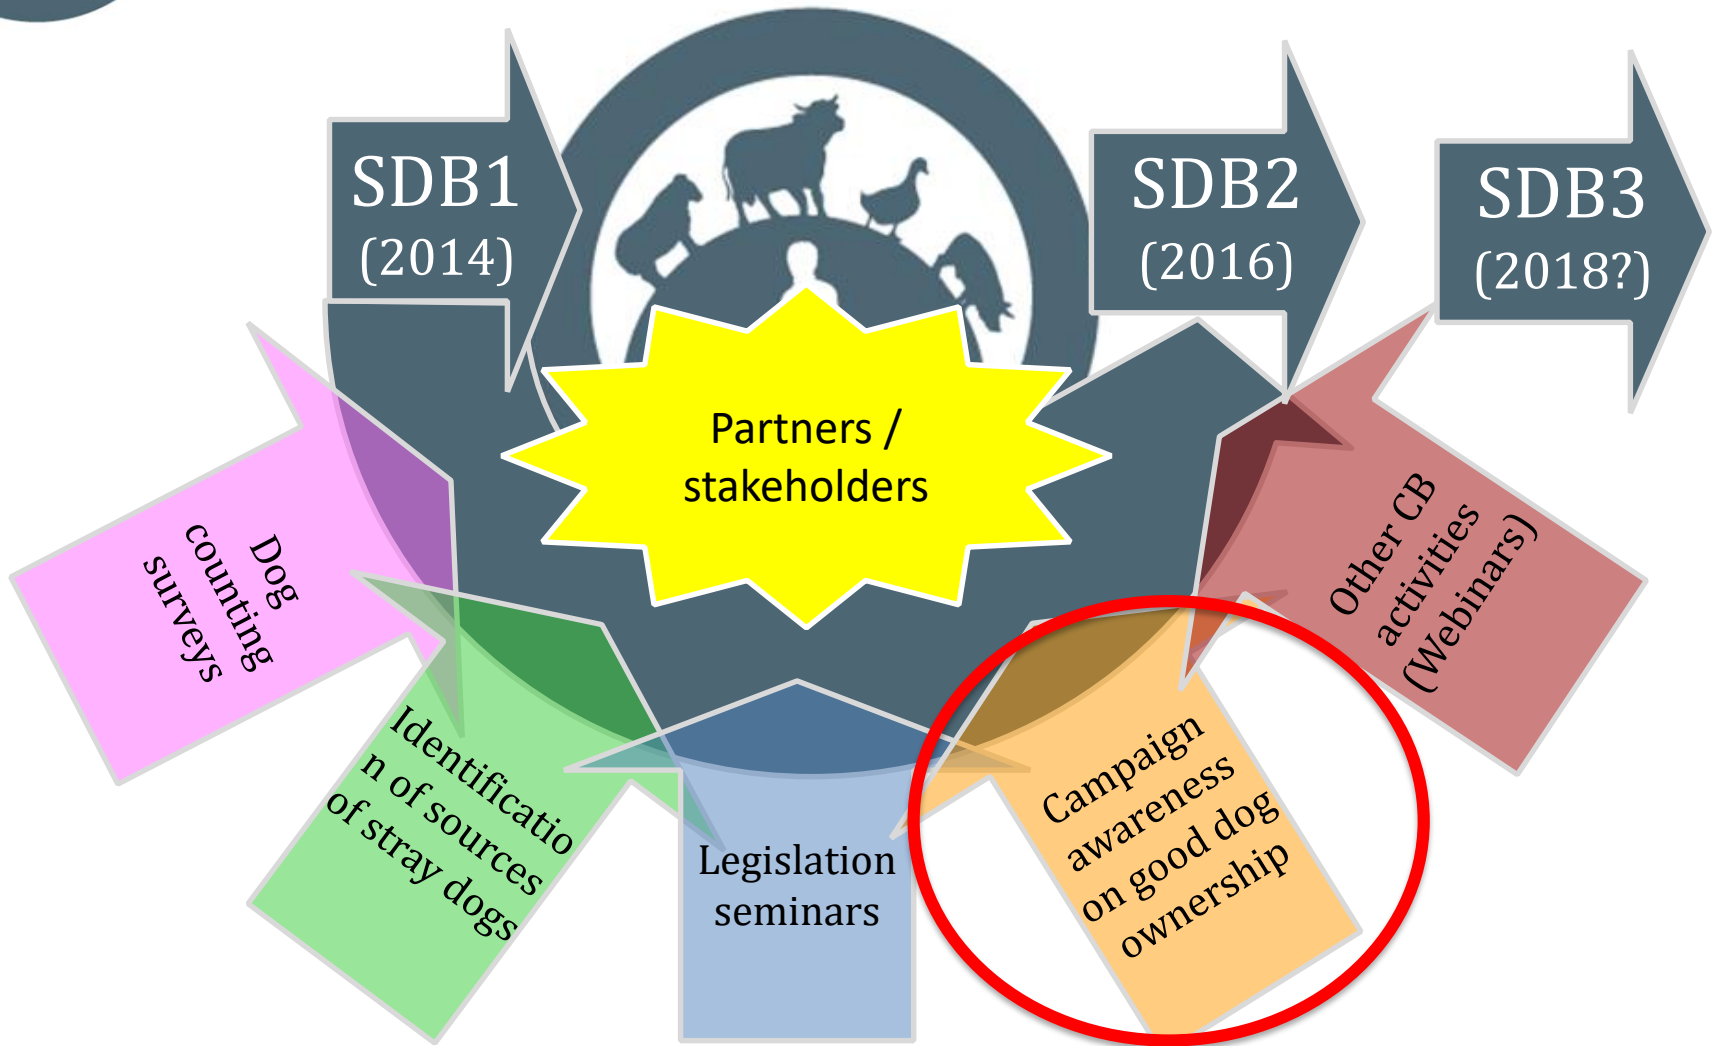 SDB1
(2014)
SDB2
(2016)
SDB3
(2018?)
Partners /
stakeholders
Dog
counting
surveys
Identificatio
n of sources
of stray dogs
Legislation
seminars
Campaign
awareness
on good dog
ownership
Other CB
activities
(Webinars)